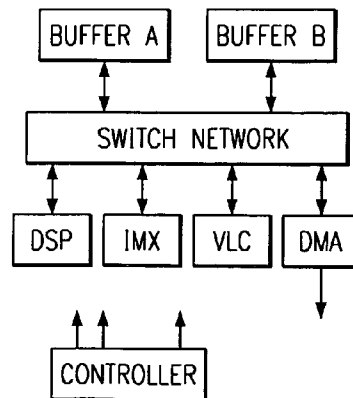 BUFFER A
BUFFER B
SWITCH NETWORK
DSP
IMX
VLC
DMA
CONTROLLER